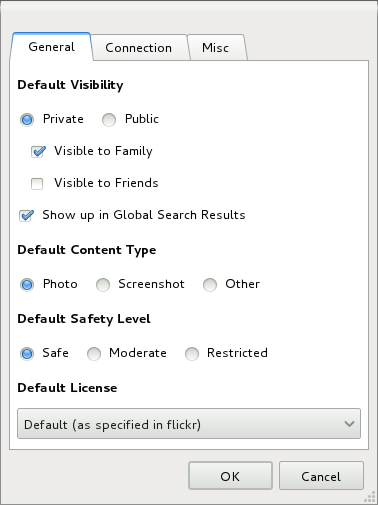 General Connection Misc
Default Visibility
Private Public
Visible to Family
Visible to Friends
Show up in Global Search Results
Default Content Type
Photo Screenshot Other
Default Safety Level
Safe Moderate Restricted
Default License
Default (as specified in flickr)
OK Cancel